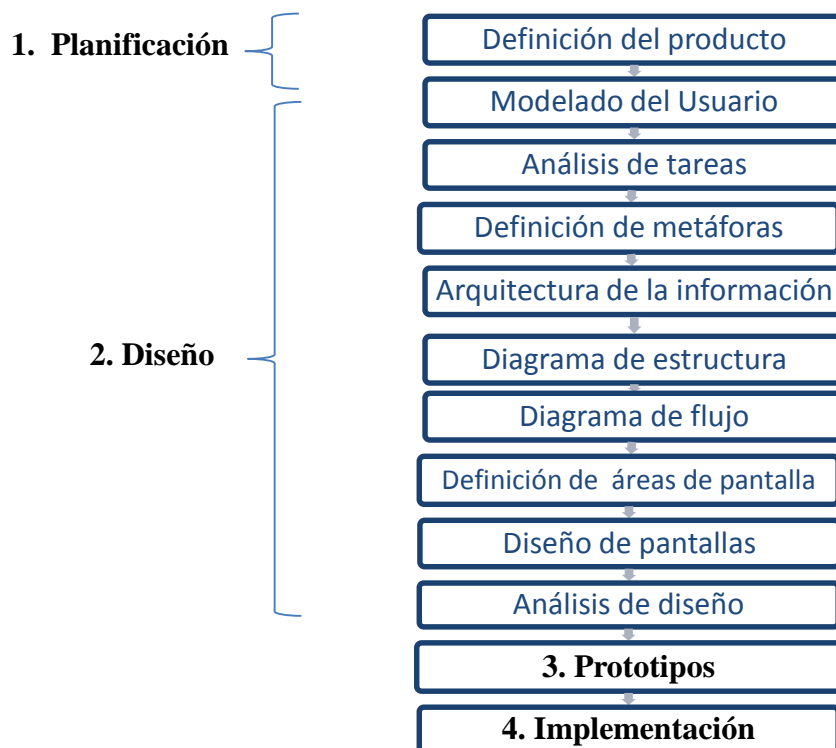 1. Planificación
Definición del producto
Modelado del Usuario
Análisis de tareas
Definición de metáforas
Arquitectura de la información
2. Diseño
Diagrama de estructura
Diagrama de flujo
Definición de áreas de pantalla
Diseño de pantallas
Análisis de diseño
3. Prototipos
4. Implementación